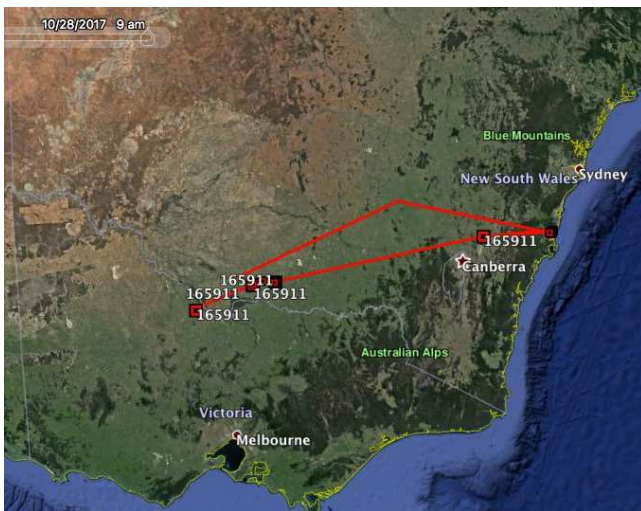 10/28/2017 9 am
Blue Mountains
New South Wales
Sydney
165911
Canberra
165911
165911
165911
165911
Australian Alps
Victoria
Melbourne